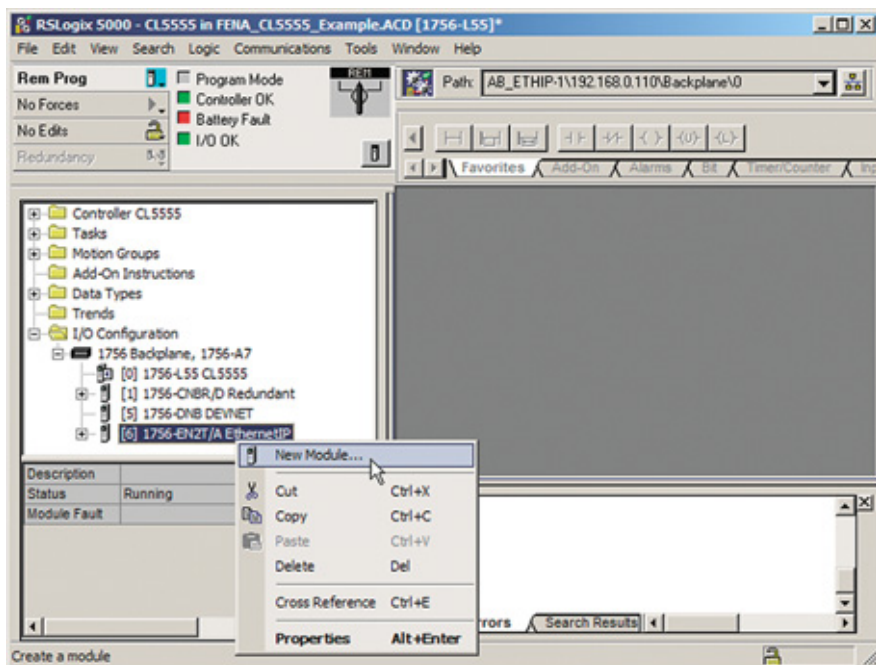 RSLogix 5000 - CL5555 in FENA_CL5555_Example.ACD [1756-L55]*
File Edit View Search Logic Communications Tools Window Help
Rem Prog
Program Mode
No Forces
Controller OK
Battery Fault
No Edits
I/O OK
Redundancy
REM
Path: AB_ETHIP-1\192.168.0.110\Backplane\0
Favorites Add-On Alarms Bit Timer/Counter
Controller CL5555
Tasks
Motion Groups
Add-On Instructions
Data Types
Trends
I/O Configuration
1756 Backplane, 1756-A7
[0] 1756-L55 CL5555
[1] 1756-CNBR/D Redundant
[5] 1756-DNB DEVNET
[6] 1756-EN2T/A EthernetIP
Description
Status Running
Module Fault
New Module...
Cut Ctrl+X
Copy Ctrl+C
Paste Ctrl+V
Delete Del
Cross Reference Ctrl+E
Properties Alt+Enter
rrors Search Results
Create a module